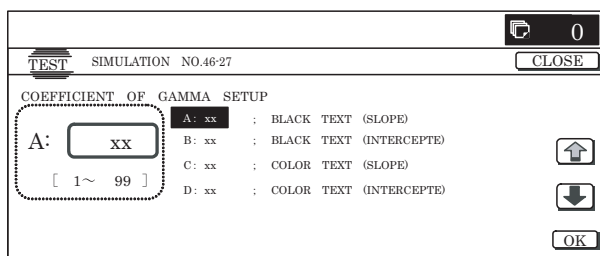 0
TEST SIMULATION NO.46-27 CLOSE
COEFFICIENT OF GAMMA SETUP
A: xx ; BLACK TEXT (SLOPE)
A: xx
B: xx ; BLACK TEXT (INTERCEPTE)
C: xx ; COLOR TEXT (SLOPE)
[ 1~ 99 ]
D: xx ; COLOR TEXT (INTERCEPTE)
OK